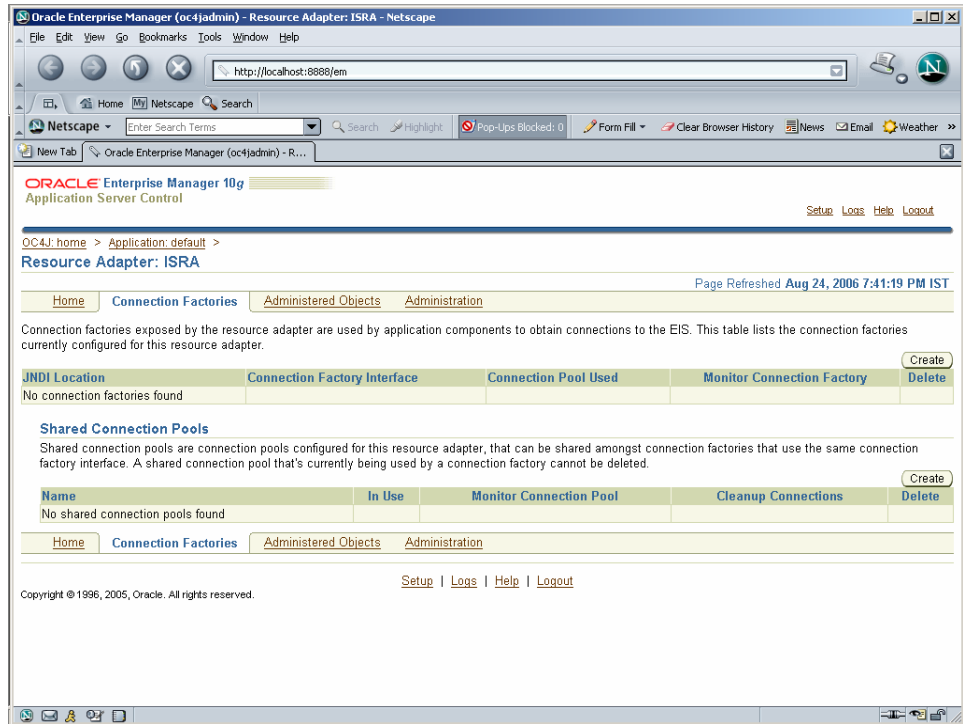 Oracle Enterprise Manager (oc4jadmin) - Resource Adapter: ISRA - Netscape
File Edit View Go Bookmarks Tools Window Help
http://localhost:8888/em
N
Home My Netscape Search
Netscape Enter Search Terms Search Highlight Pop-Ups Blocked: 0 Form Fill Clear Browser History News Email Weather »
New Tab Oracle Enterprise Manager (oc4jadmin) - R...
ORACLE Enterprise Manager 10g
Application Server Control
Setup Logs Help Logout
OC4J: home > Application: default >
Resource Adapter: ISRA
Page Refreshed Aug 24, 2006 7:41:19 PM IST
Home Connection Factories Administered Objects Administration
Connection factories exposed by the resource adapter are used by application components to obtain connections to the EIS. This table lists the connection factories
currently configured for this resource adapter.
Create
JNDI Location Connection Factory Interface Connection Pool Used Monitor Connection Factory Delete
No connection factories found
Shared Connection Pools
Shared connection pools are connection pools configured for this resource adapter, that can be shared amongst connection factories that use the same connection
factory interface. A shared connection pool that's currently being used by a connection factory cannot be deleted.
Create
Name In Use Monitor Connection Pool Cleanup Connections Delete
No shared connection pools found
Home Connection Factories Administered Objects Administration
Setup | Logs | Help | Logout
Copyright © 1996, 2005, Oracle. All rights reserved.